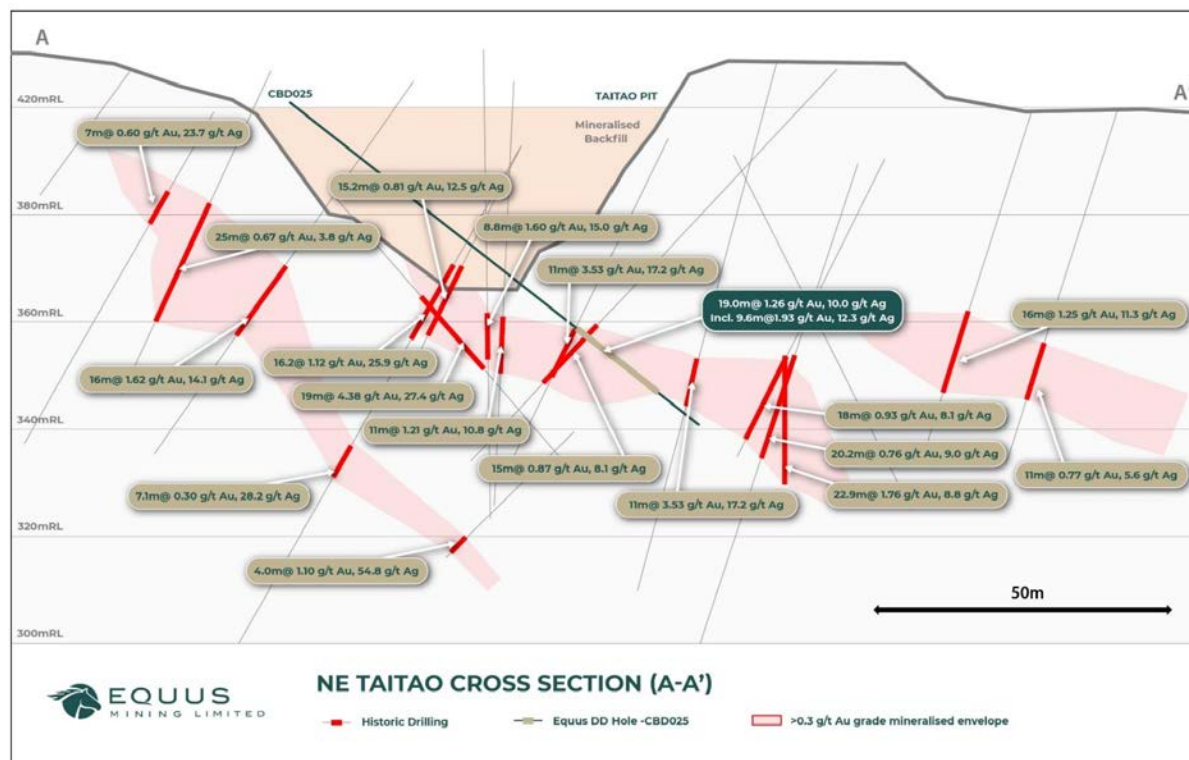 A
A'
420mRL
CBD025
TAITAO PIT
Mineralised
Backfill
7m@ 0.60 g/t Au, 23.7 g/t Ag
15.2m@ 0.81 g/t Au, 12.5 g/t Ag
380mRL
8.8m@ 1.60 g/t Au, 15.0 g/t Ag
25m@ 0.67 g/t Au, 3.8 g/t Ag
11m@ 3.53 g/t Au, 17.2 g/t Ag
19.0m@ 1.26 g/t Au, 10.0 g/t Ag
Incl. 9.6m@1.93 g/t Au, 12.3 g/t Ag
16m@ 1.25 g/t Au, 11.3 g/t Ag
360mRL
16.2@ 1.12 g/t Au, 25.9 g/t Ag
16m@ 1.62 g/t Au, 14.1 g/t Ag
19m@ 4.38 g/t Au, 27.4 g/t Ag
18m@ 0.93 g/t Au, 8.1 g/t Ag
340mRL
11m@ 1.21 g/t Au, 10.8 g/t Ag
20.2m@ 0.76 g/t Au, 9.0 g/t Ag
15m@ 0.87 g/t Au, 8.1 g/t Ag
11m@ 0.77 g/t Au, 5.6 g/t Ag
7.1m@ 0.30 g/t Au, 28.2 g/t Ag
22.9m@ 1.76 g/t Au, 8.8 g/t Ag
11m@ 3.53 g/t Au, 17.2 g/t Ag
320mRL
4.0m@ 1.10 g/t Au, 54.8 g/t Ag
50m
300mRL
EQUUS
MINING LIMITED
NE TAITAO CROSS SECTION (A-A’)
Historic Drilling
Equus DD Hole -CBD025
>0.3 g/t Au grade mineralised envelope